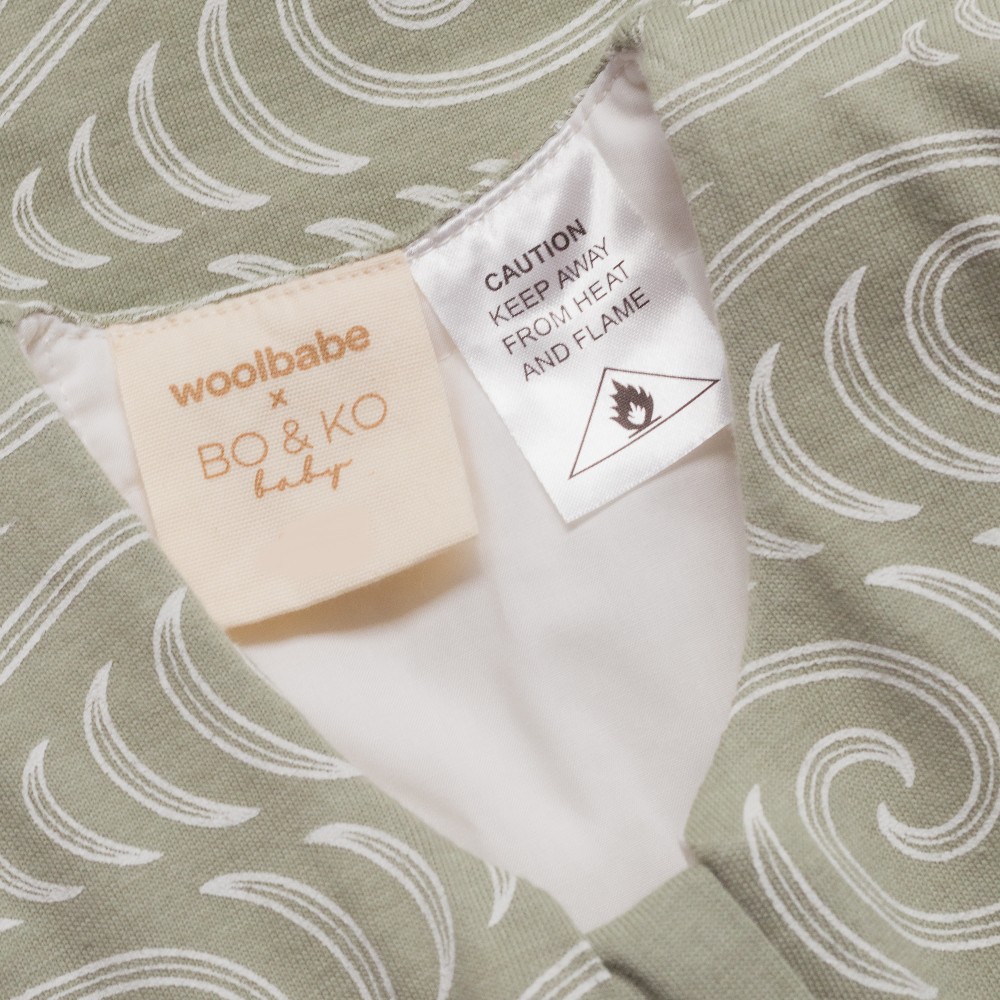 woolbabe
x
BO & KO
baby
CAUTION
KEEP AWAY
FROM HEAT
AND FLAME